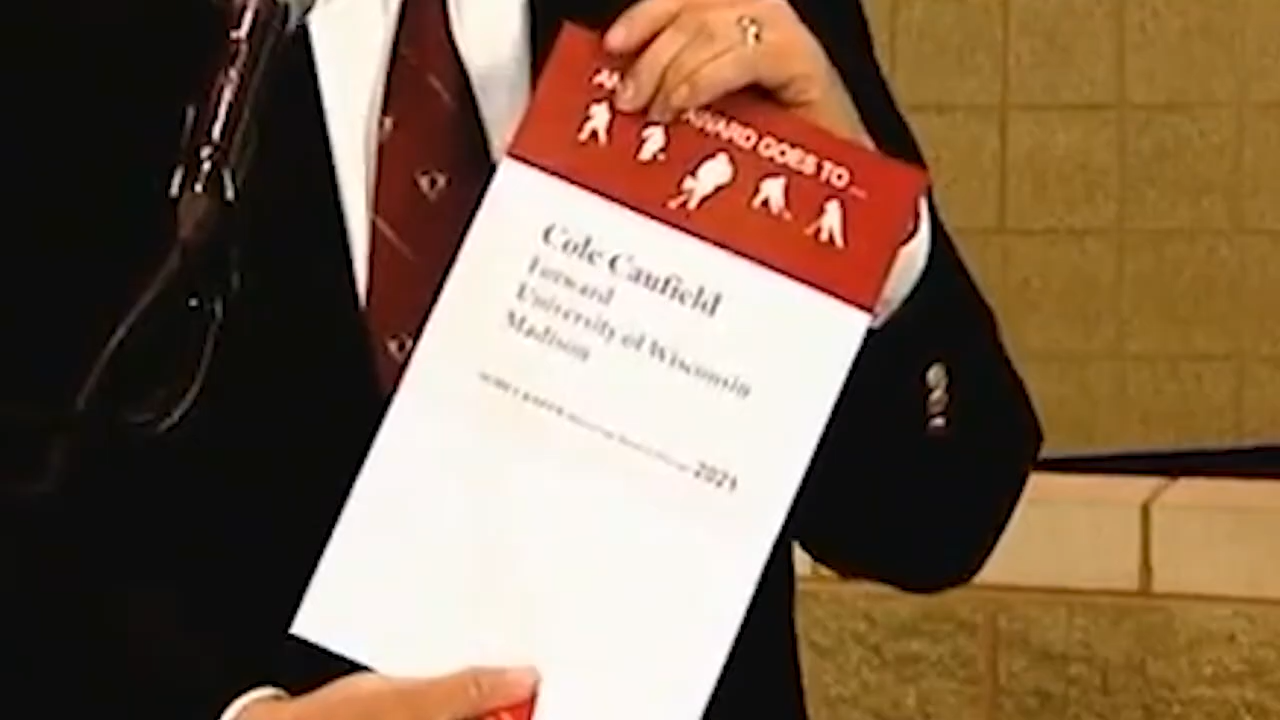 AWARD GOES TO...
Cole Caufield
Forward
University of Wisconsin
Madison
2021